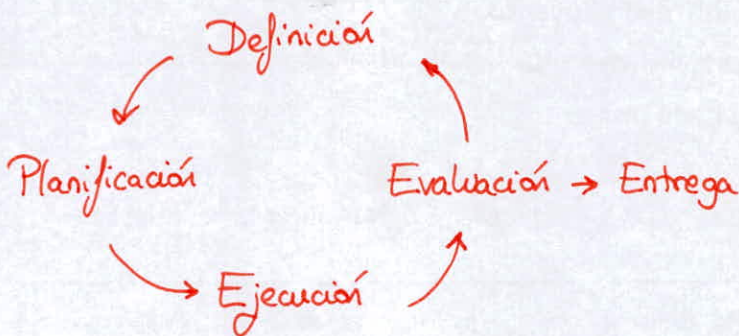 Definición
Planificación
Evaluación → Entrega
Ejecución